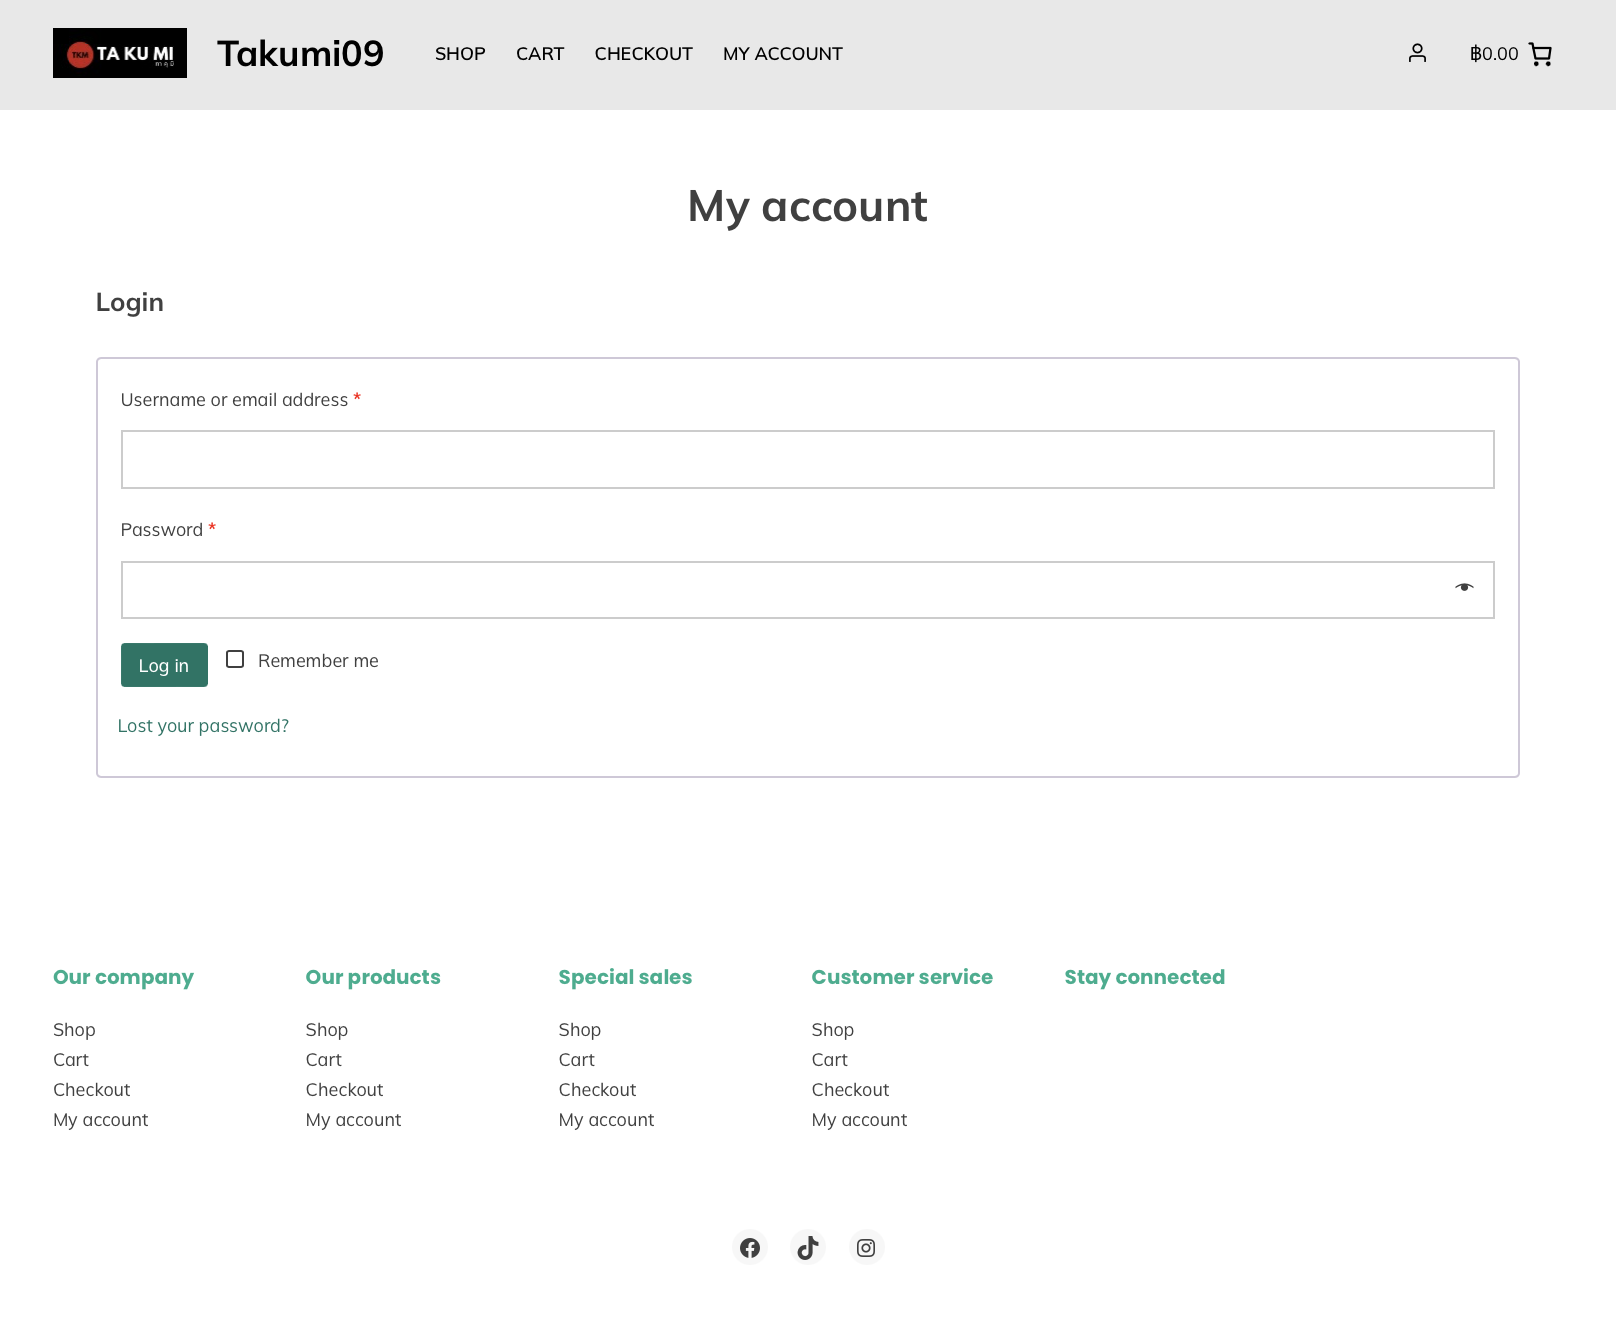 TKM TA KU MI
Takumi09
SHOP CART CHECKOUT MY ACCOUNT
฿0.00
My account
Login
Username or email address *
Password *
Log in
Remember me
Lost your password?
Our company
Shop
Cart
Checkout
My account
Our products
Shop
Cart
Checkout
My account
Special sales
Shop
Cart
Checkout
My account
Customer service
Shop
Cart
Checkout
My account
Stay connected